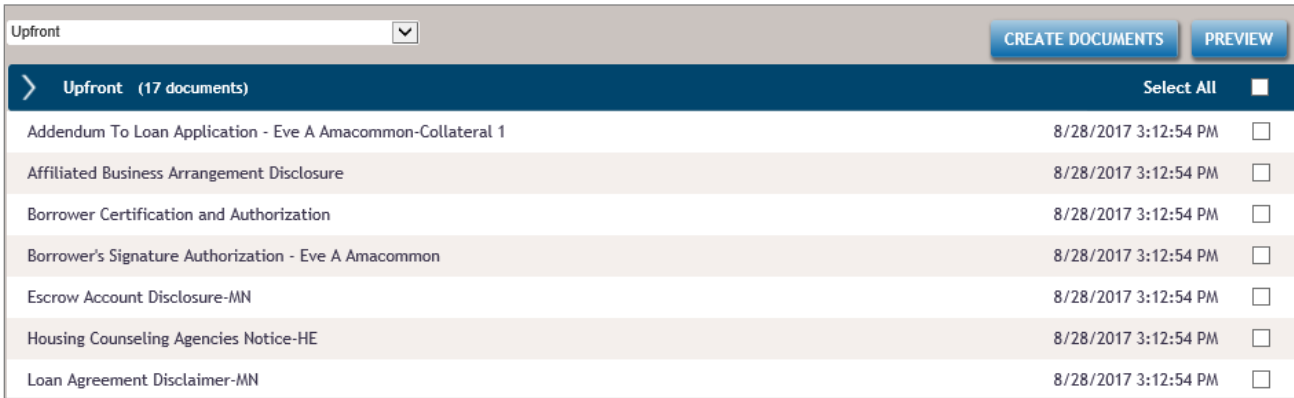 Upfront
CREATE DOCUMENTS PREVIEW
Upfront (17 documents) Select All
Addendum To Loan Application - Eve A Amacommon-Collateral 1 8/28/2017 3:12:54 PM
Affiliated Business Arrangement Disclosure 8/28/2017 3:12:54 PM
Borrower Certification and Authorization 8/28/2017 3:12:54 PM
Borrower's Signature Authorization - Eve A Amacommon 8/28/2017 3:12:54 PM
Escrow Account Disclosure-MN 8/28/2017 3:12:54 PM
Housing Counseling Agencies Notice-HE 8/28/2017 3:12:54 PM
Loan Agreement Disclaimer-MN 8/28/2017 3:12:54 PM